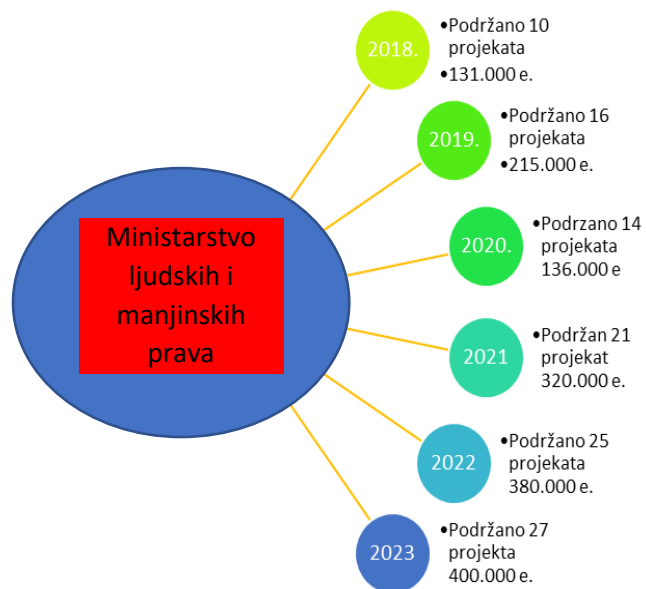 Ministarstvo
ljudskih i
manjinskih
prava
2018.
•Podržano 10
projekata
•131.000 e.
2019.
•Podržano 16
projekata
•215.000 e.
2020.
•Podrzano 14
projekata
136.000 e
2021
•Podržan 21
projekat
320.000 e.
2022
•Podržano 25
projekata
380.000 e.
2023
•Podržano 27
projekta
400.000 e.